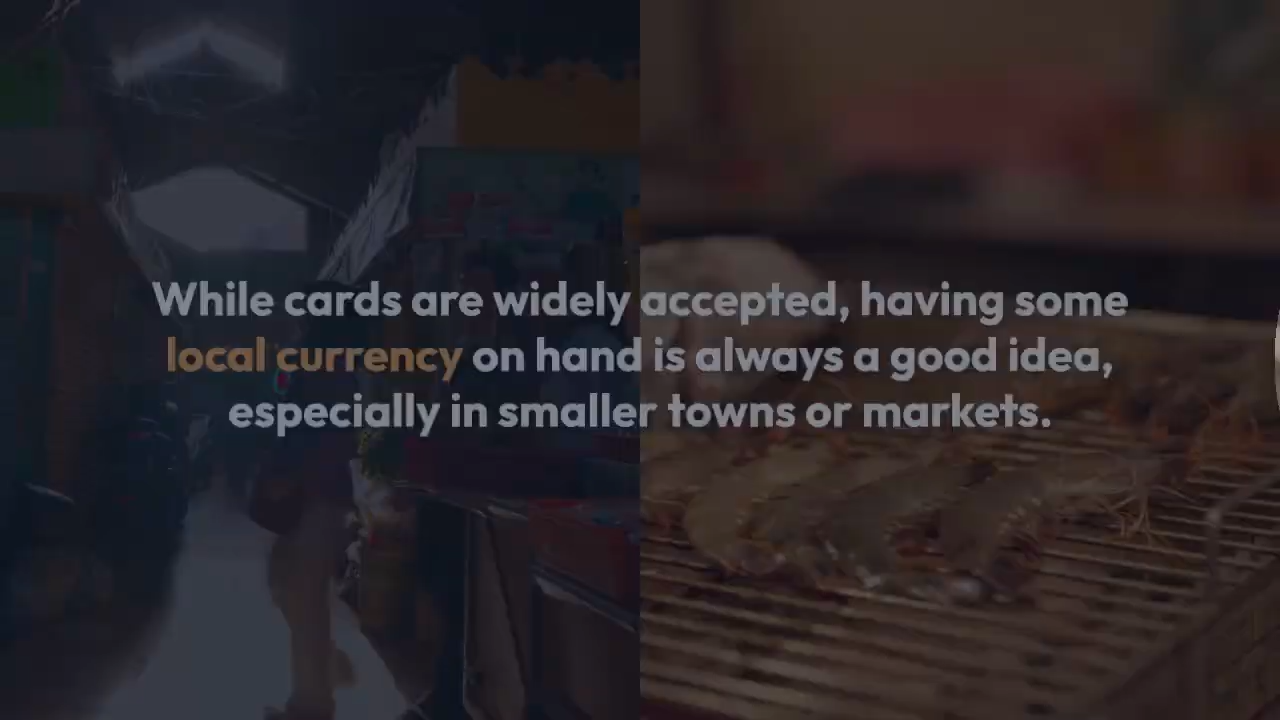 While cards are widely accepted, having some
local currency on hand is always a good idea,
especially in smaller towns or markets.